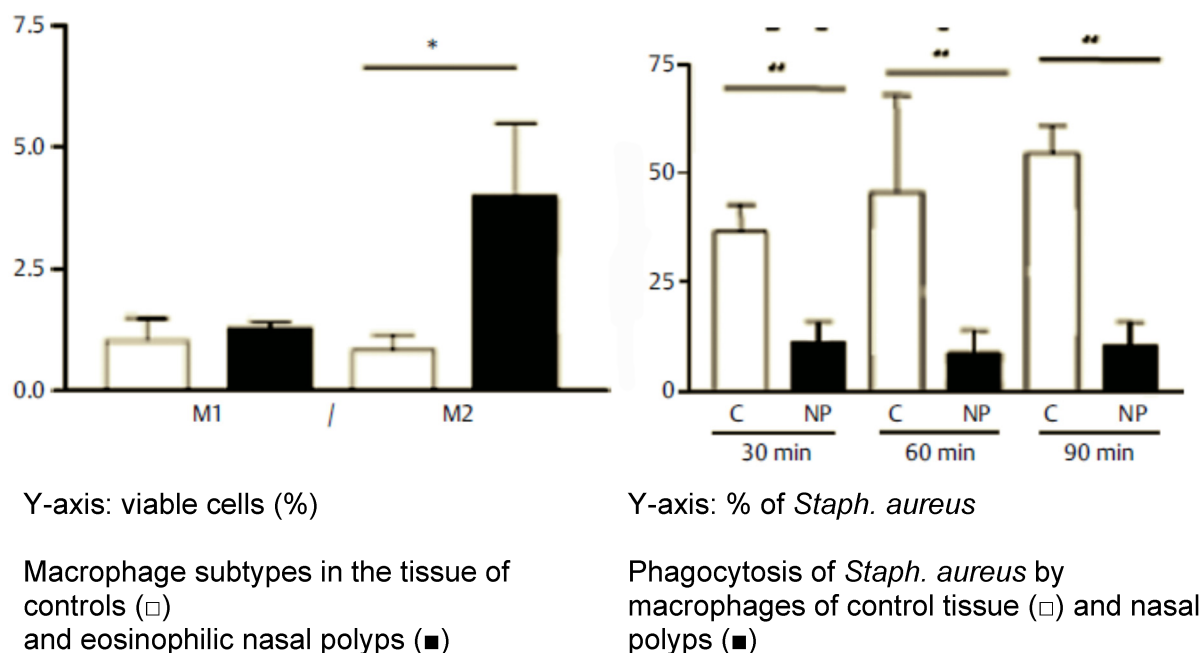 7.5
5.0
2.5
0.0
*
M1 / M2
75
50
25
0
C NP C NP C NP
30 min 60 min 90 min
Y-axis: viable cells (%)
Macrophage subtypes in the tissue of
controls (□)
and eosinophilic nasal polyps (■)
Y-axis: % of Staph. aureus
Phagocytosis of Staph. aureus by
macrophages of control tissue (□) and nasal
polyps (■)